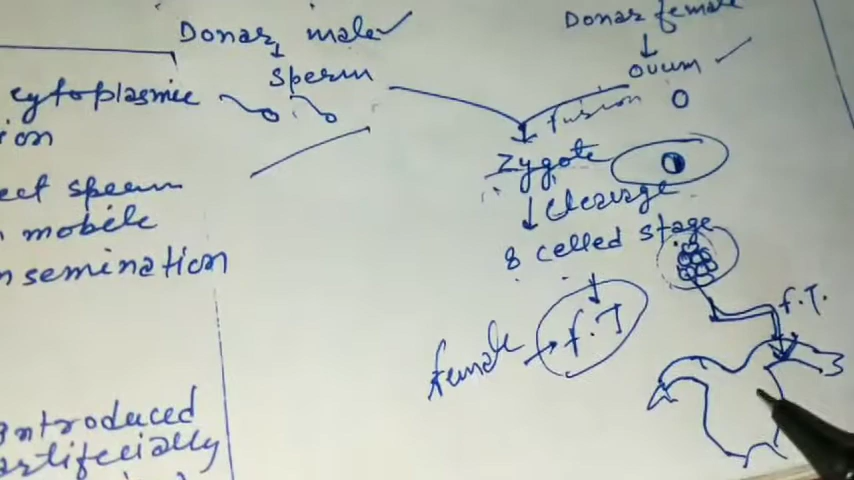 Donar male
sperm
Donar female
ovum
fusion
Zygote
Cleavage
8 celled stage
f.T
female
f.T.
cytoplasmic
ion
ect sperm
n mobile
nsemination
introduced
artificially